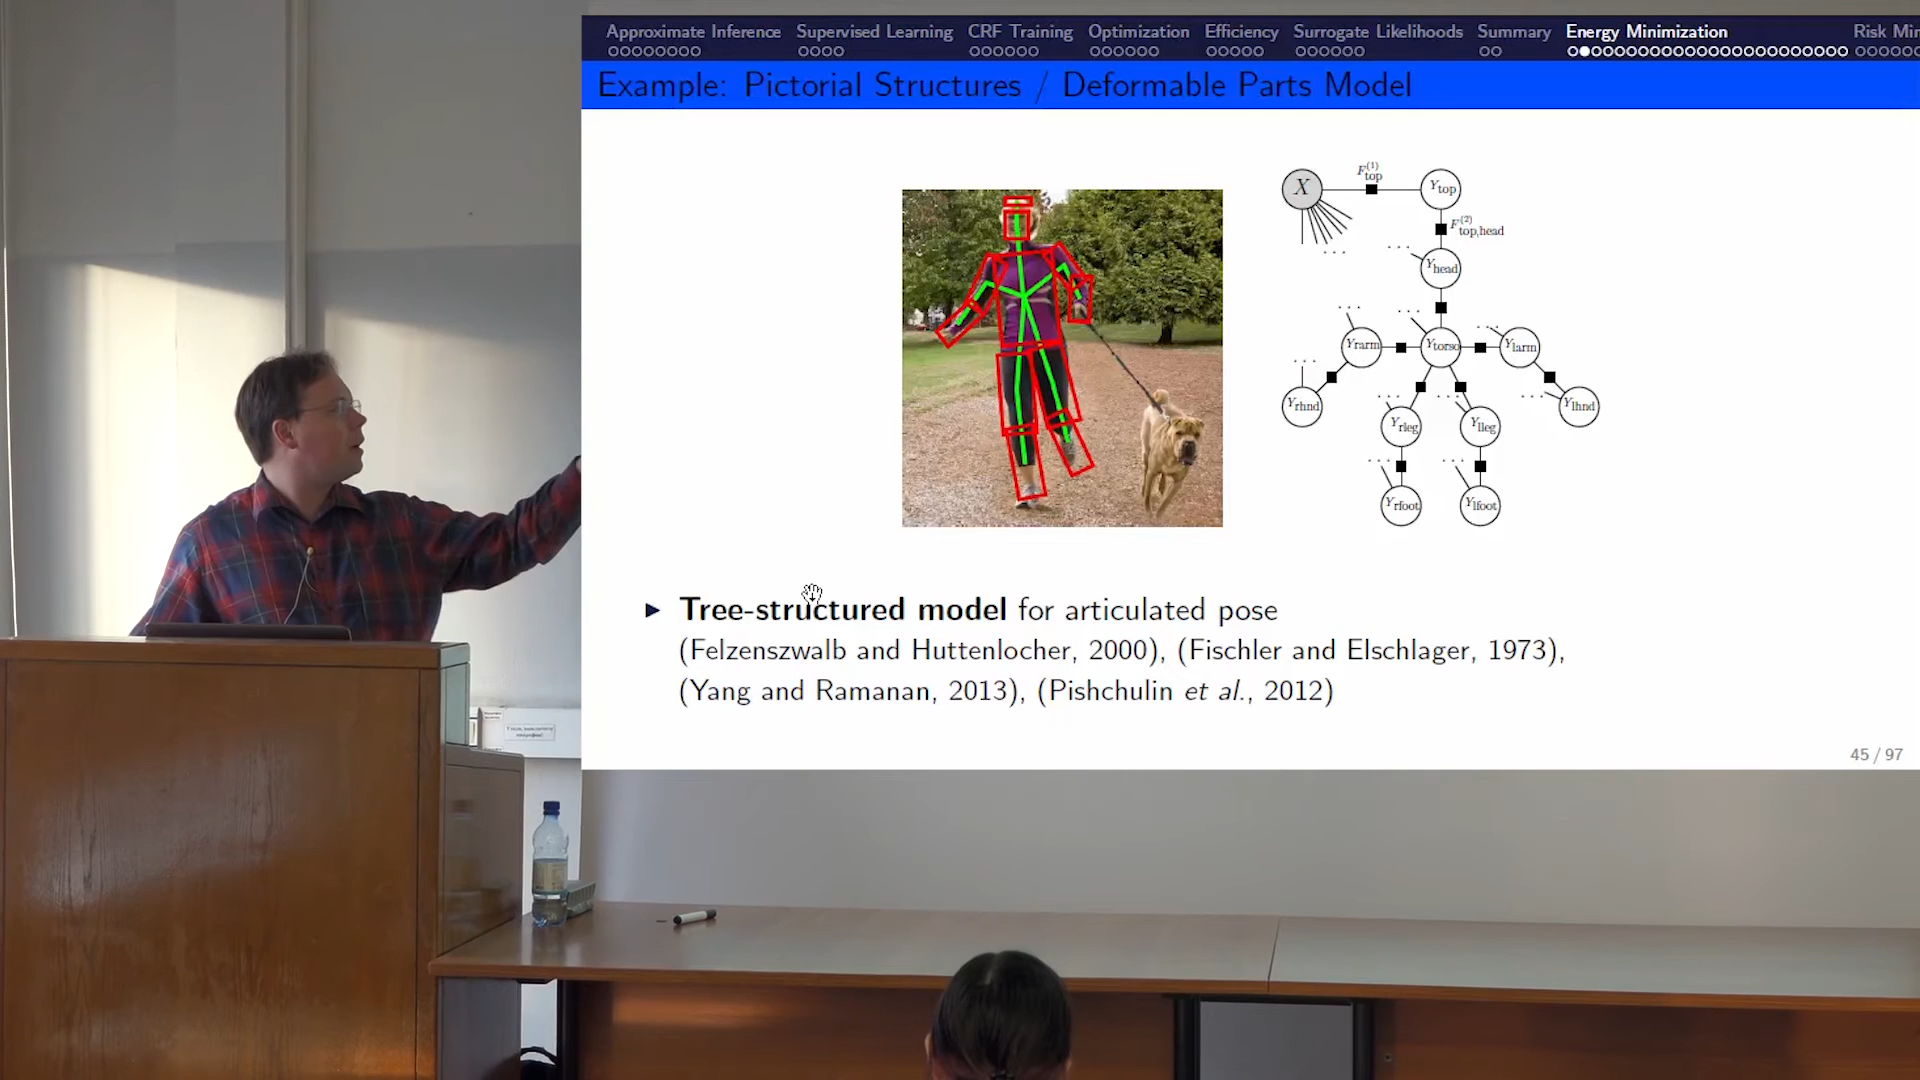 Approximate Inference Supervised Learning CRF Training Optimization Efficiency Surrogate Likelihoods Summary Energy Minimization Risk Min
Example: Pictorial Structures / Deformable Parts Model
X
F(1)top
Ytop
F(2)top,head
Yhead
Yrarm
Ytorso
Ylarm
Yrhnd
Ylhnd
Yrleg
Ylleg
Yrfoot
Ylfoot
Tree-structured model for articulated pose
(Felzenszwalb and Huttenlocher, 2000), (Fischler and Elschlager, 1973),
(Yang and Ramanan, 2013), (Pishchulin et al., 2012)
45 / 97